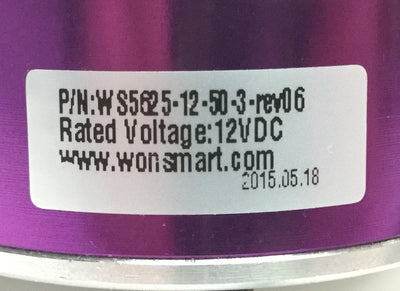 P/N:WS5625-12-50-3-rev06
Rated Voltage:12VDC
www.wonsmart.com
2015.05.18